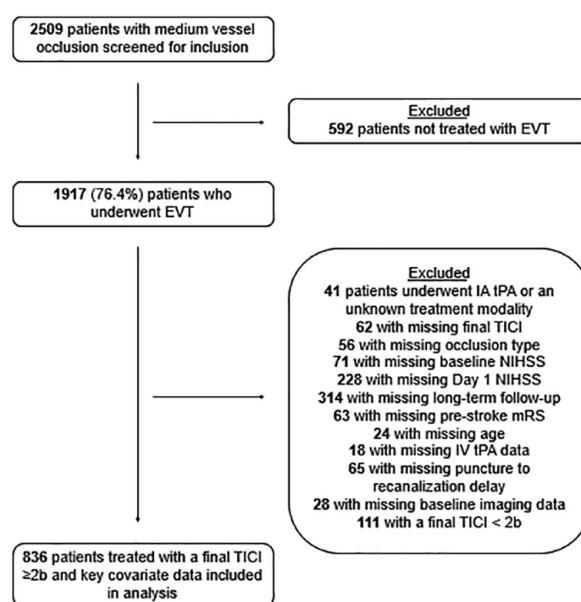 2509 patients with medium vessel
occlusion screened for inclusion
Excluded
592 patients not treated with EVT
1917 (76.4%) patients who
underwent EVT
Excluded
41 patients underwent IA tPA or an
unknown treatment modality
62 with missing final TICI
56 with missing occlusion type
71 with missing baseline NIHSS
228 with missing Day 1 NIHSS
314 with missing long-term follow-up
63 with missing pre-stroke mRS
24 with missing age
18 with missing IV tPA data
65 with missing puncture to
recanalization delay
28 with missing baseline imaging data
111 with a final TICI < 2b
836 patients treated with a final TICI
≥2b and key covariate data included
in analysis